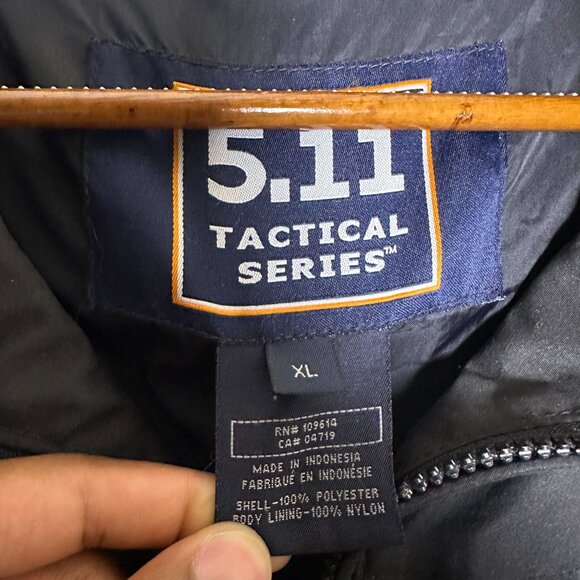 5.11
TACTICAL
SERIES™
XL
RN# 109614
CA# 04719
MADE IN INDONESIA
FABRIQUÉ EN INDONÉSIE
SHELL-100% POLYESTER
BODY LINING-100% NYLON